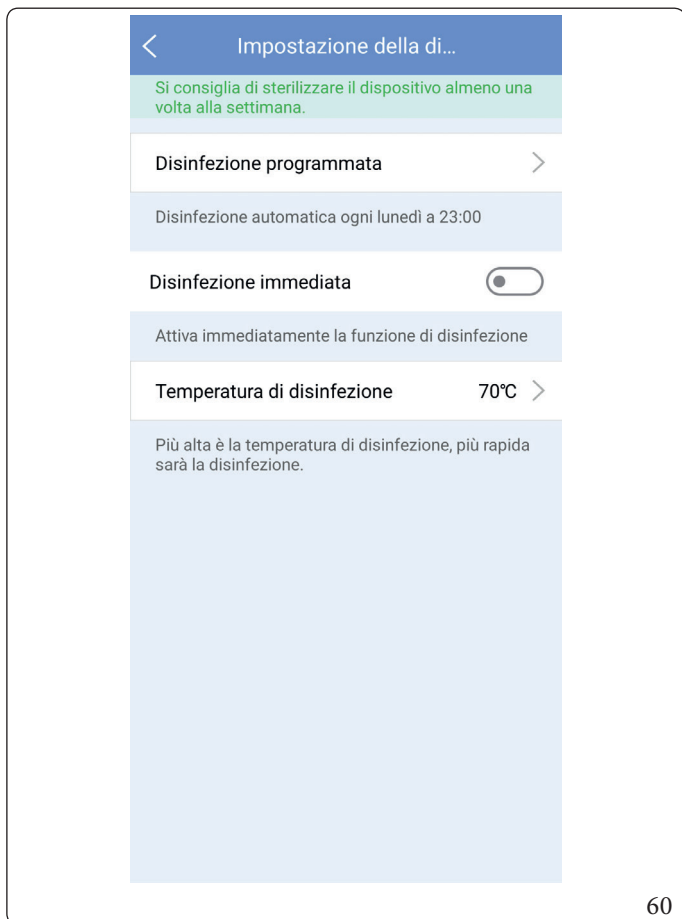 Impostazione della di...
Si consiglia di sterilizzare il dispositivo almeno una
volta alla settimana.
Disinfezione programmata
Disinfezione automatica ogni lunedì a 23:00
Disinfezione immediata
Attiva immediatamente la funzione di disinfezione
Temperatura di disinfezione 70℃
Più alta è la temperatura di disinfezione, più rapida
sarà la disinfezione.
60